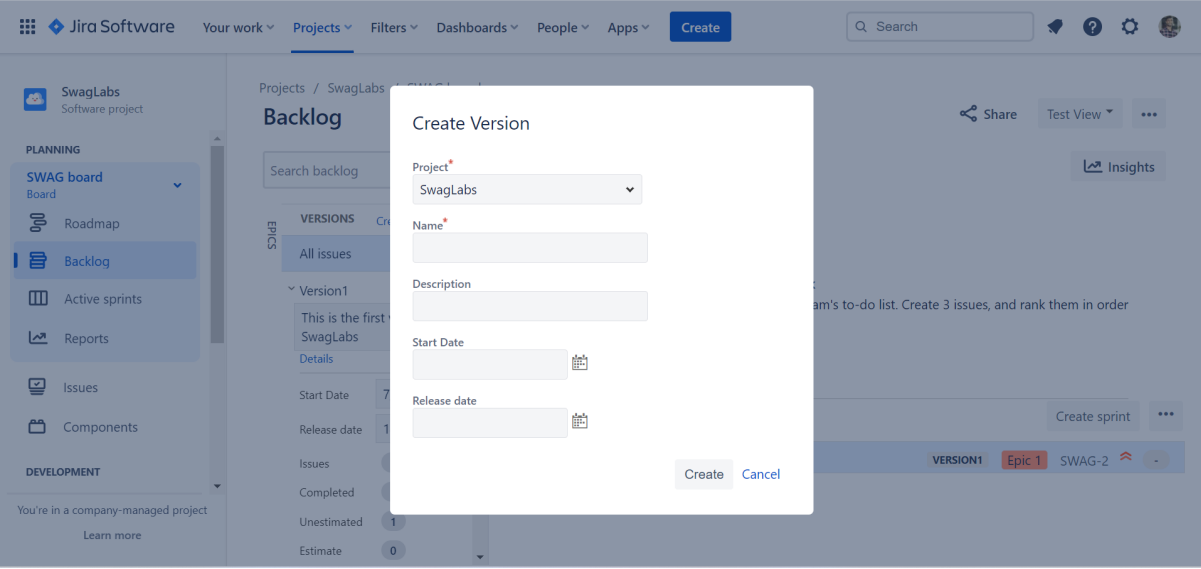 Jira Software
Your work
Projects
Filters
Dashboards
People
Apps
Create
Search
SwagLabs
Software project
PLANNING
SWAG board
Board
Roadmap
Backlog
Active sprints
Reports
Issues
Components
DEVELOPMENT
You're in a company-managed project
Learn more
Projects / SwagLabs / SWAG board
Backlog
Share
Test View
Insights
Search backlog
EPICS
VERSIONS
All issues
Version1
This is the first
SwagLabs
Details
Start Date 7
Release date 1
Issues
Completed
Unestimated 1
Estimate 0
Create Version
Project*
SwagLabs
Name*
Description
Start Date
Release date
Create
Cancel
am's to-do list. Create 3 issues, and rank them in order
Create sprint
VERSION1 Epic 1 SWAG-2 -